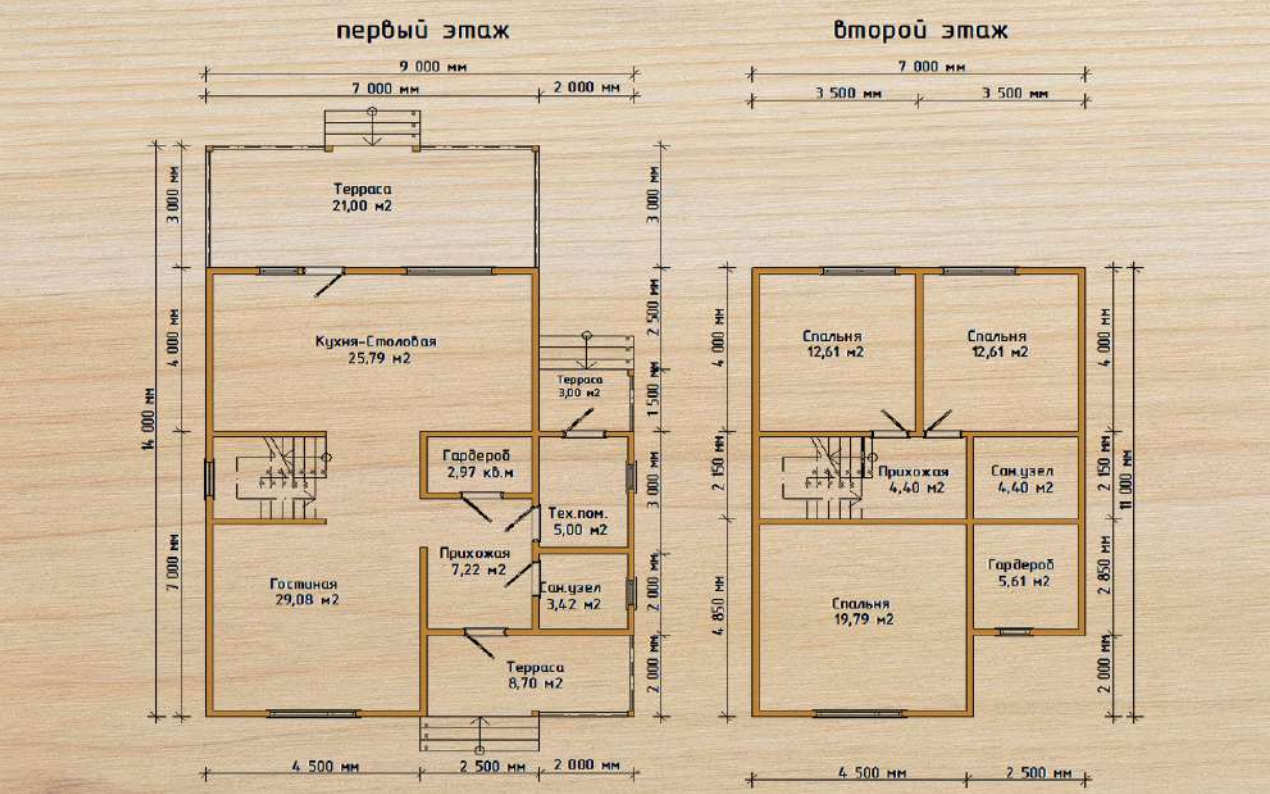 первый этаж
второй этаж
9 000 мм
7 000 мм
2 000 мм
7 000 мм
3 500 мм
3 500 мм
14 000 мм
3 000 мм
4 000 мм
7 000 мм
Терраса
21,00 м2
Кухня-Столовая
25,79 м2
Терраса
3,00 м2
Гардероб
2,97 кв.м
Тех.пом.
5,00 м2
Прихожая
7,22 м2
Сан.узел
3,42 м2
Гостиная
29,08 м2
Терраса
8,70 м2
3 000 мм
2 500 мм
1 500 мм
3 000 мм
2 000 мм
2 000 мм
4 500 мм
2 500 мм
2 000 мм
4 000 мм
2 150 мм
4 850 мм
Спальня
12,61 м2
Спальня
12,61 м2
Прихожая
4,40 м2
Сан.узел
4,40 м2
Гардероб
5,61 м2
Спальня
19,79 м2
4 000 мм
2 150 мм
2 850 мм
2 000 мм
11 000 мм
4 500 мм
2 500 мм